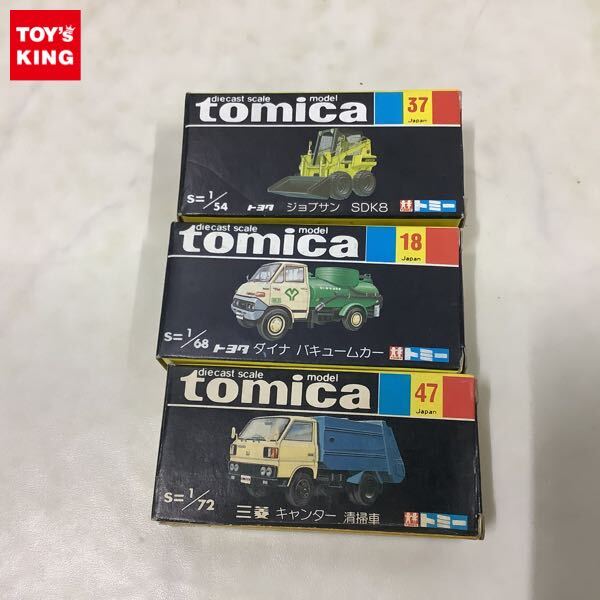 TOY's
KING
diecast scale model
tomica
37
Japan
S=1/54
トヨタ ジョブサン SDK8
トミー
diecast scale model
tomica
18
Japan
S=1/68
トヨタ ダイナ バキュームカー
トミー
diecast scale model
tomica
47
Japan
S=1/72
三菱 キャンター 清掃車
トミー